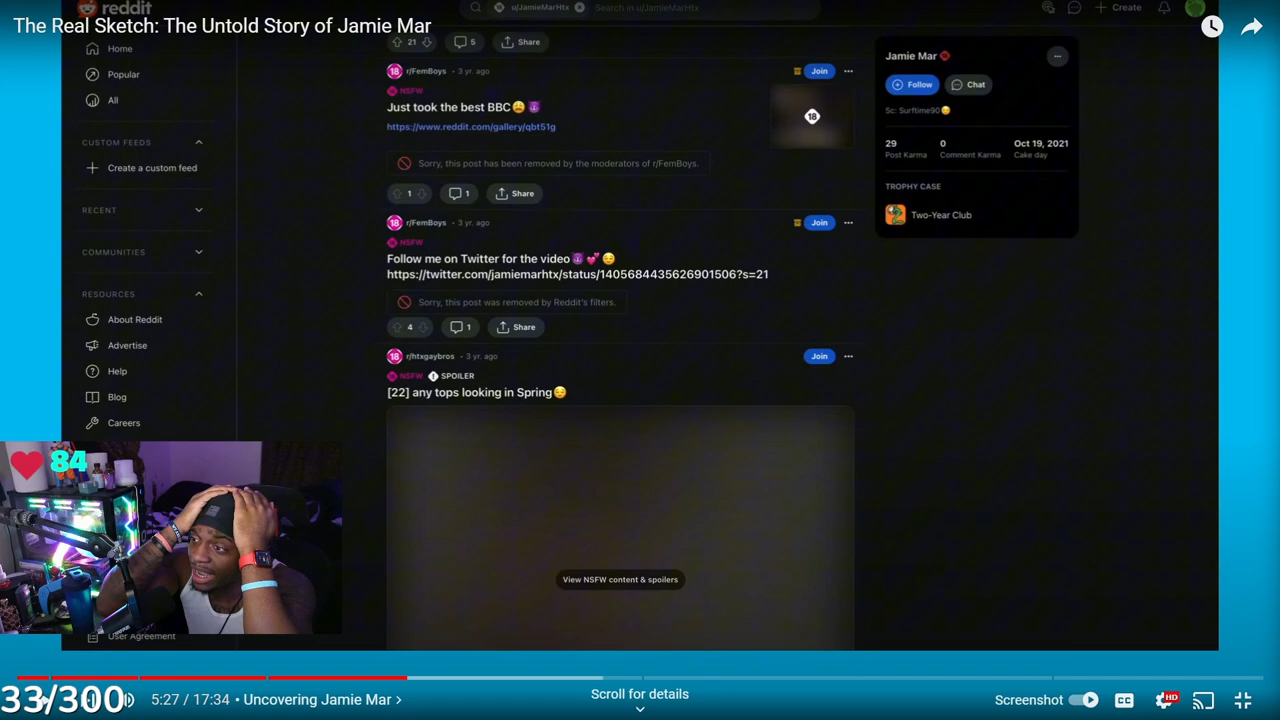 reddit
u/JamieMarHtx
Search in u/JamieMarHtx
Create
The Real Sketch: The Untold Story of Jamie Mar
Home
Popular
All
CUSTOM FEEDS
Create a custom feed
RECENT
COMMUNITIES
RESOURCES
About Reddit
Advertise
Help
Blog
Careers
User Agreement
21
5
Share
18 r/FemBoys • 3 yr. ago
Join
NSFW
Just took the best BBC😩😈
https://www.reddit.com/gallery/qbt51g
18
Sorry, this post has been removed by the moderators of r/FemBoys.
1
1
Share
18 r/FemBoys • 3 yr. ago
Join
NSFW
Follow me on Twitter for the video😈💕😏
https://twitter.com/jamiemarhtx/status/1405684435626901506?s=21
Sorry, this post was removed by Reddit's filters.
4
1
Share
18 r/htxgaybros • 3 yr. ago
Join
NSFW SPOILER
[22] any tops looking in Spring😏
View NSFW content & spoilers
Jamie Mar
Follow
Chat
Sc: Surftime90😏
29
0
Oct 19, 2021
Post Karma
Comment Karma
Cake day
TROPHY CASE
Two-Year Club
84
33/300
5:27 / 17:34 • Uncovering Jamie Mar
Scroll for details
Screenshot
CC
HD